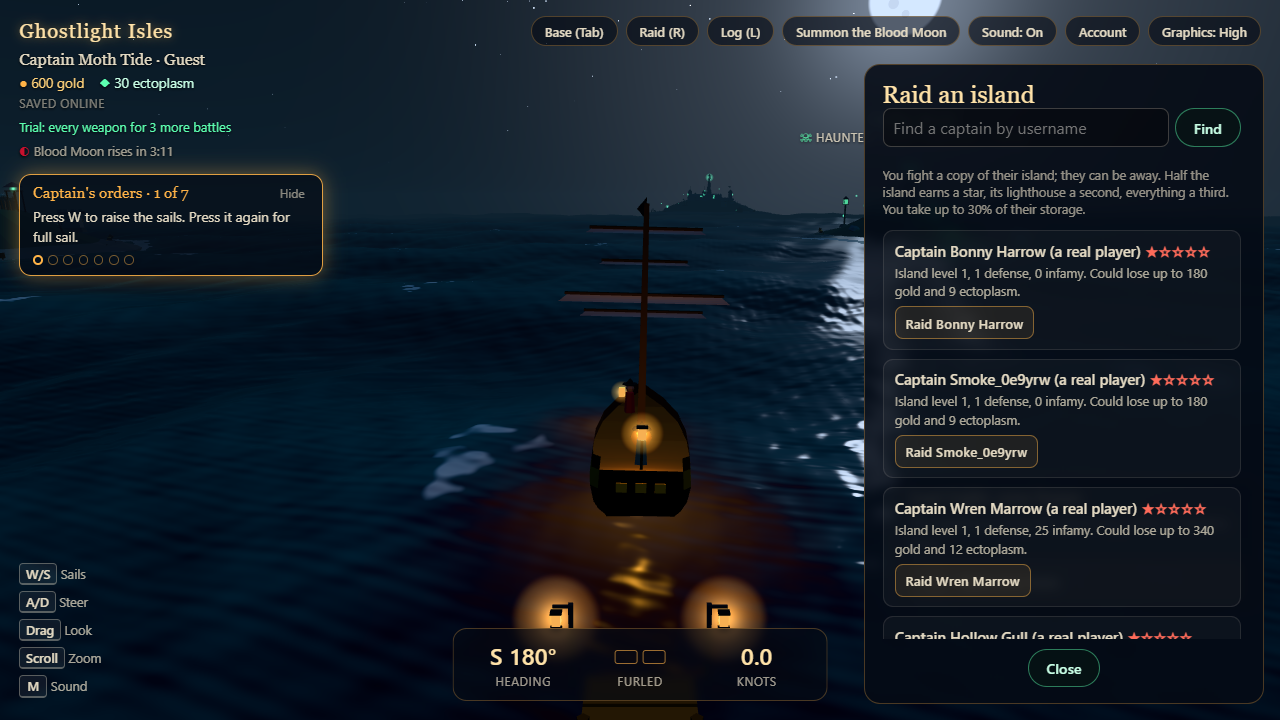 Ghostlight Isles
Captain Moth Tide · Guest
600 gold 30 ectoplasm
SAVED ONLINE
Trial: every weapon for 3 more battles
Blood Moon rises in 3:11
Captain's orders · 1 of 7 Hide
Press W to raise the sails. Press it again for
full sail.
Base (Tab) Raid (R) Log (L) Summon the Blood Moon Sound: On Account Graphics: High
HAUNTE
Raid an island
Find a captain by username Find
You fight a copy of their island; they can be away. Half the
island earns a star, its lighthouse a second, everything a third.
You take up to 30% of their storage.
Captain Bonny Harrow (a real player) ★☆☆☆☆
Island level 1, 1 defense, 0 infamy. Could lose up to 180
gold and 9 ectoplasm.
Raid Bonny Harrow
Captain Smoke_0e9yrw (a real player) ★☆☆☆☆
Island level 1, 1 defense, 0 infamy. Could lose up to 180
gold and 9 ectoplasm.
Raid Smoke_0e9yrw
Captain Wren Marrow (a real player) ★☆☆☆☆
Island level 1, 1 defense, 25 infamy. Could lose up to 340
gold and 12 ectoplasm.
Raid Wren Marrow
Captain Hollow Gull (a real player) ★☆☆☆☆
Close
W/S Sails
A/D Steer
Drag Look
Scroll Zoom
M Sound
S 180° 0.0
HEADING FURLED KNOTS